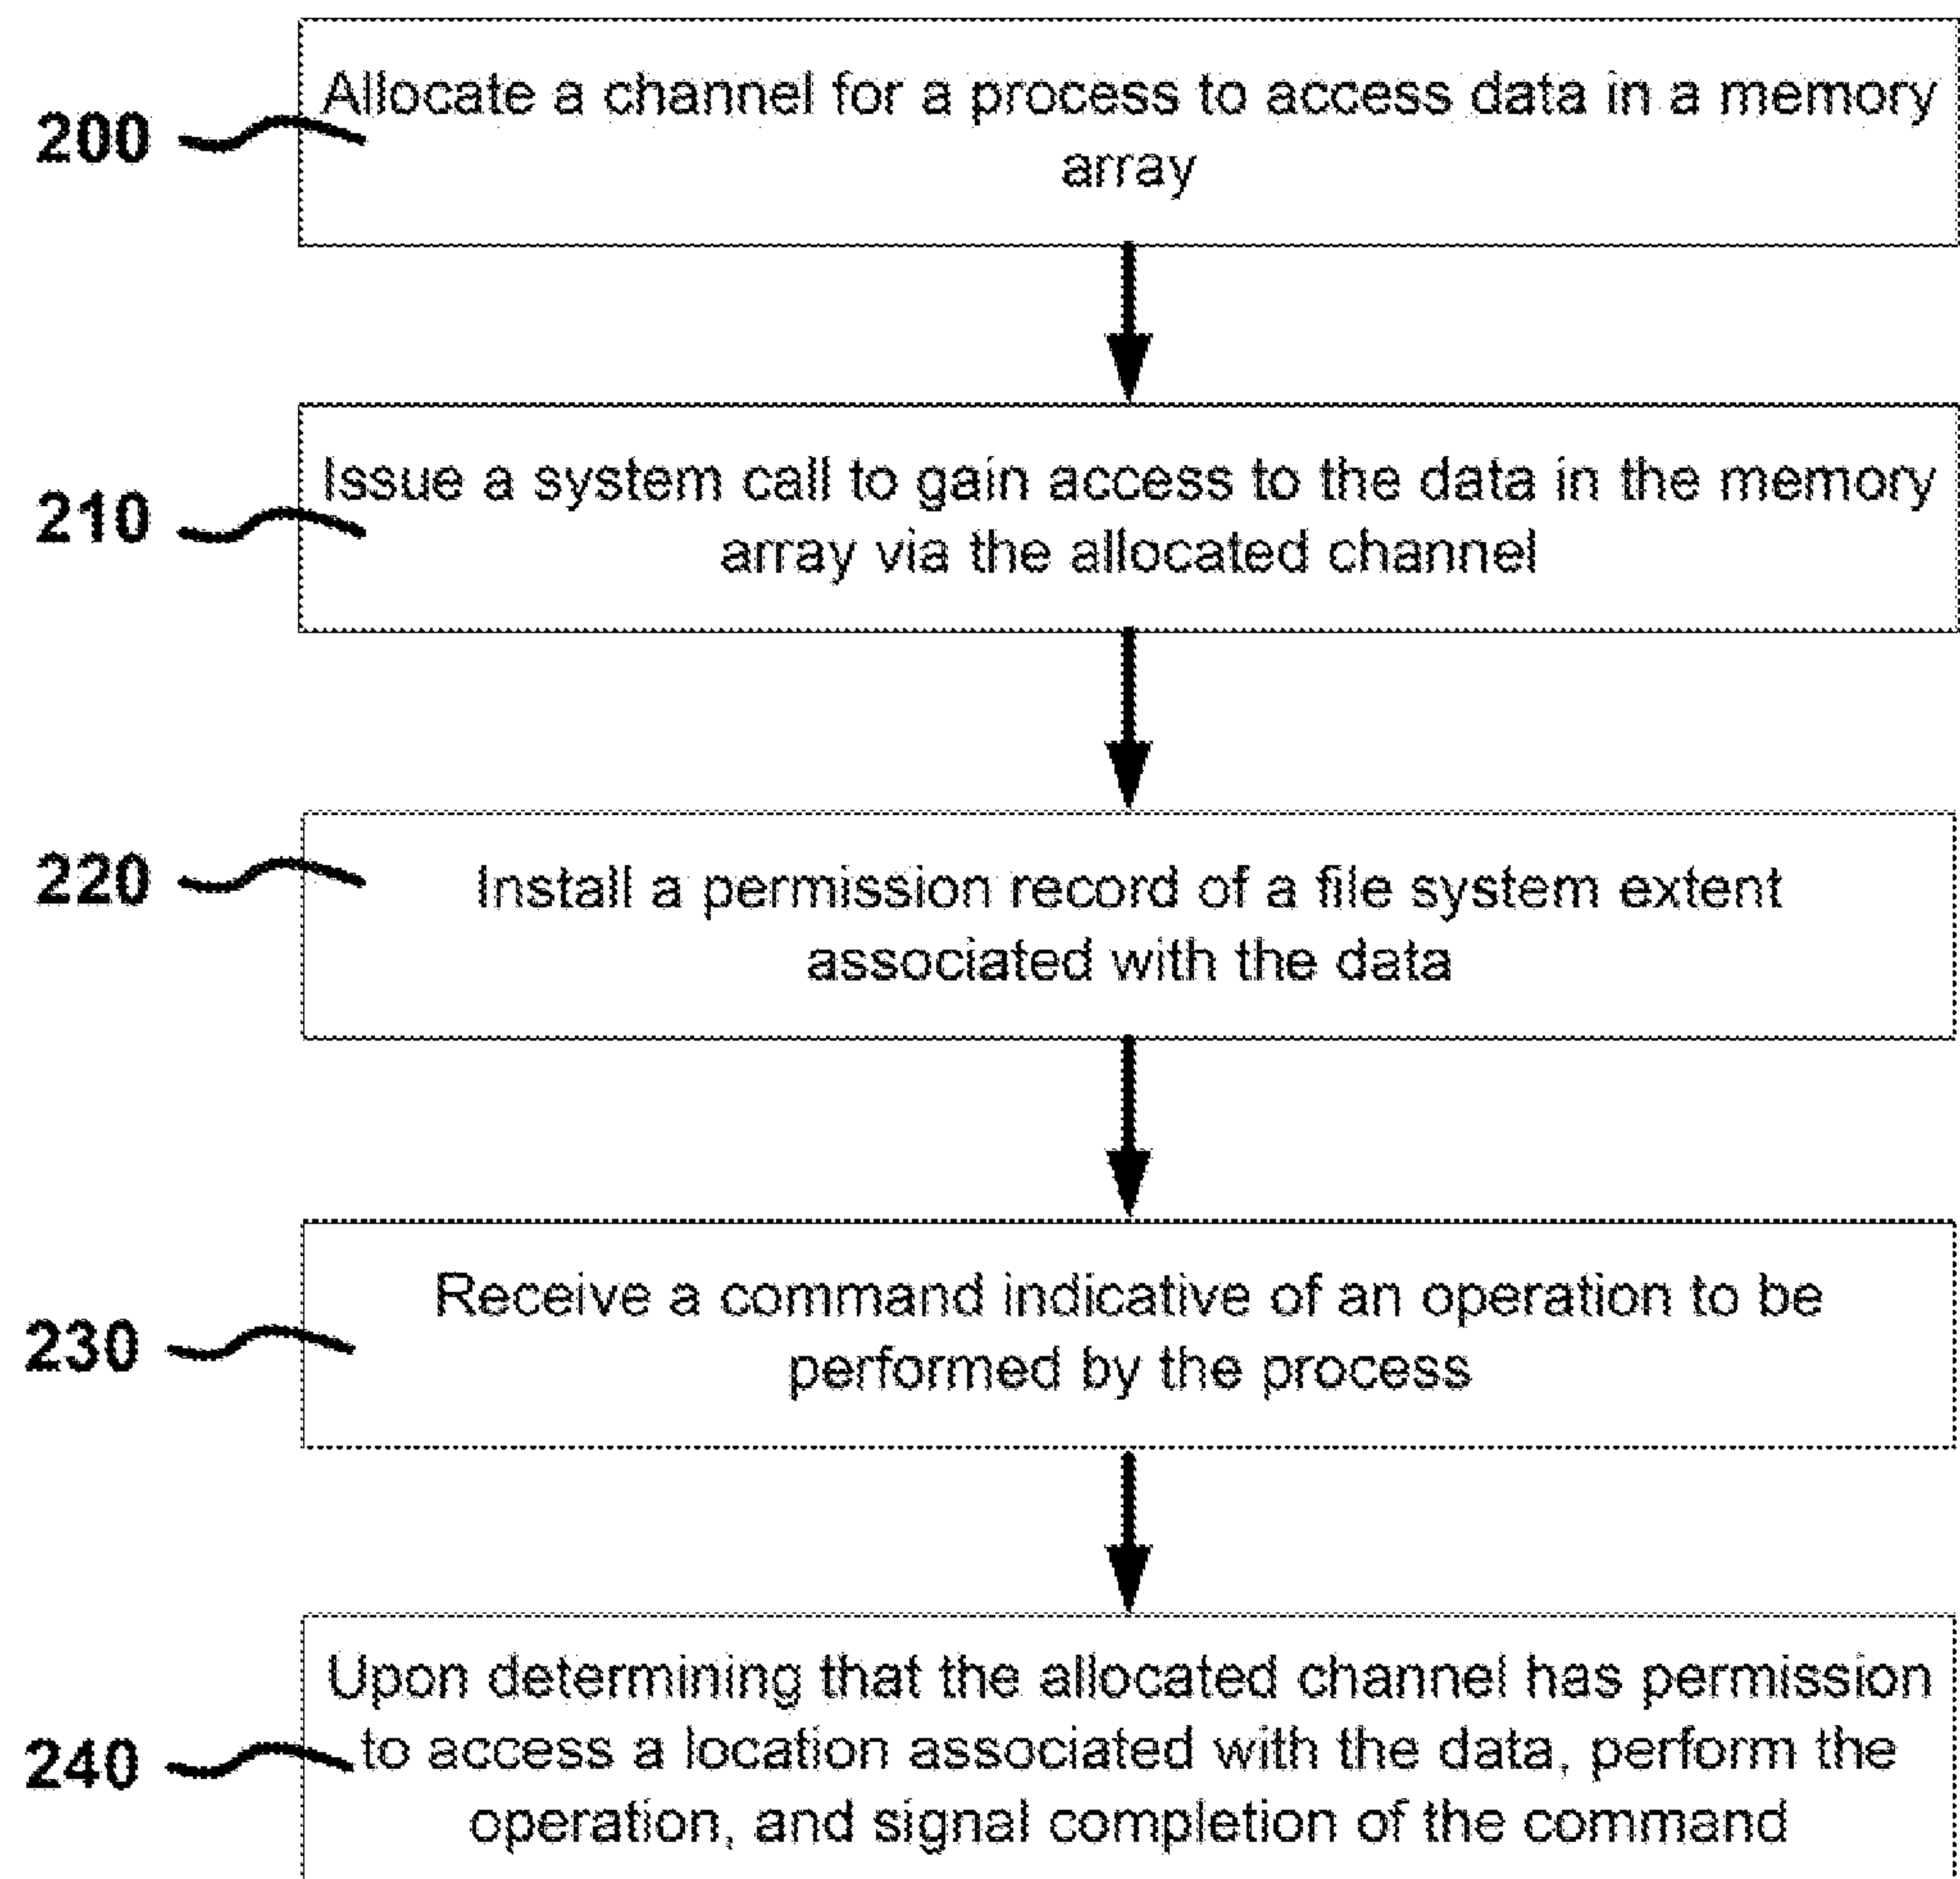 Allocate a channel for a process to access data in a memory
200
array
Issue a system call to gain access to the data in the memory
210
array via the allocated channel
220
Install a permission record of a file system extent
associated with the data
Receive a command indicative of an operation to be
230
performed by the process
Upon determining that the allocated channel has permission
240
to access a location associated with the data, perform the
operation, and signal completion of the command